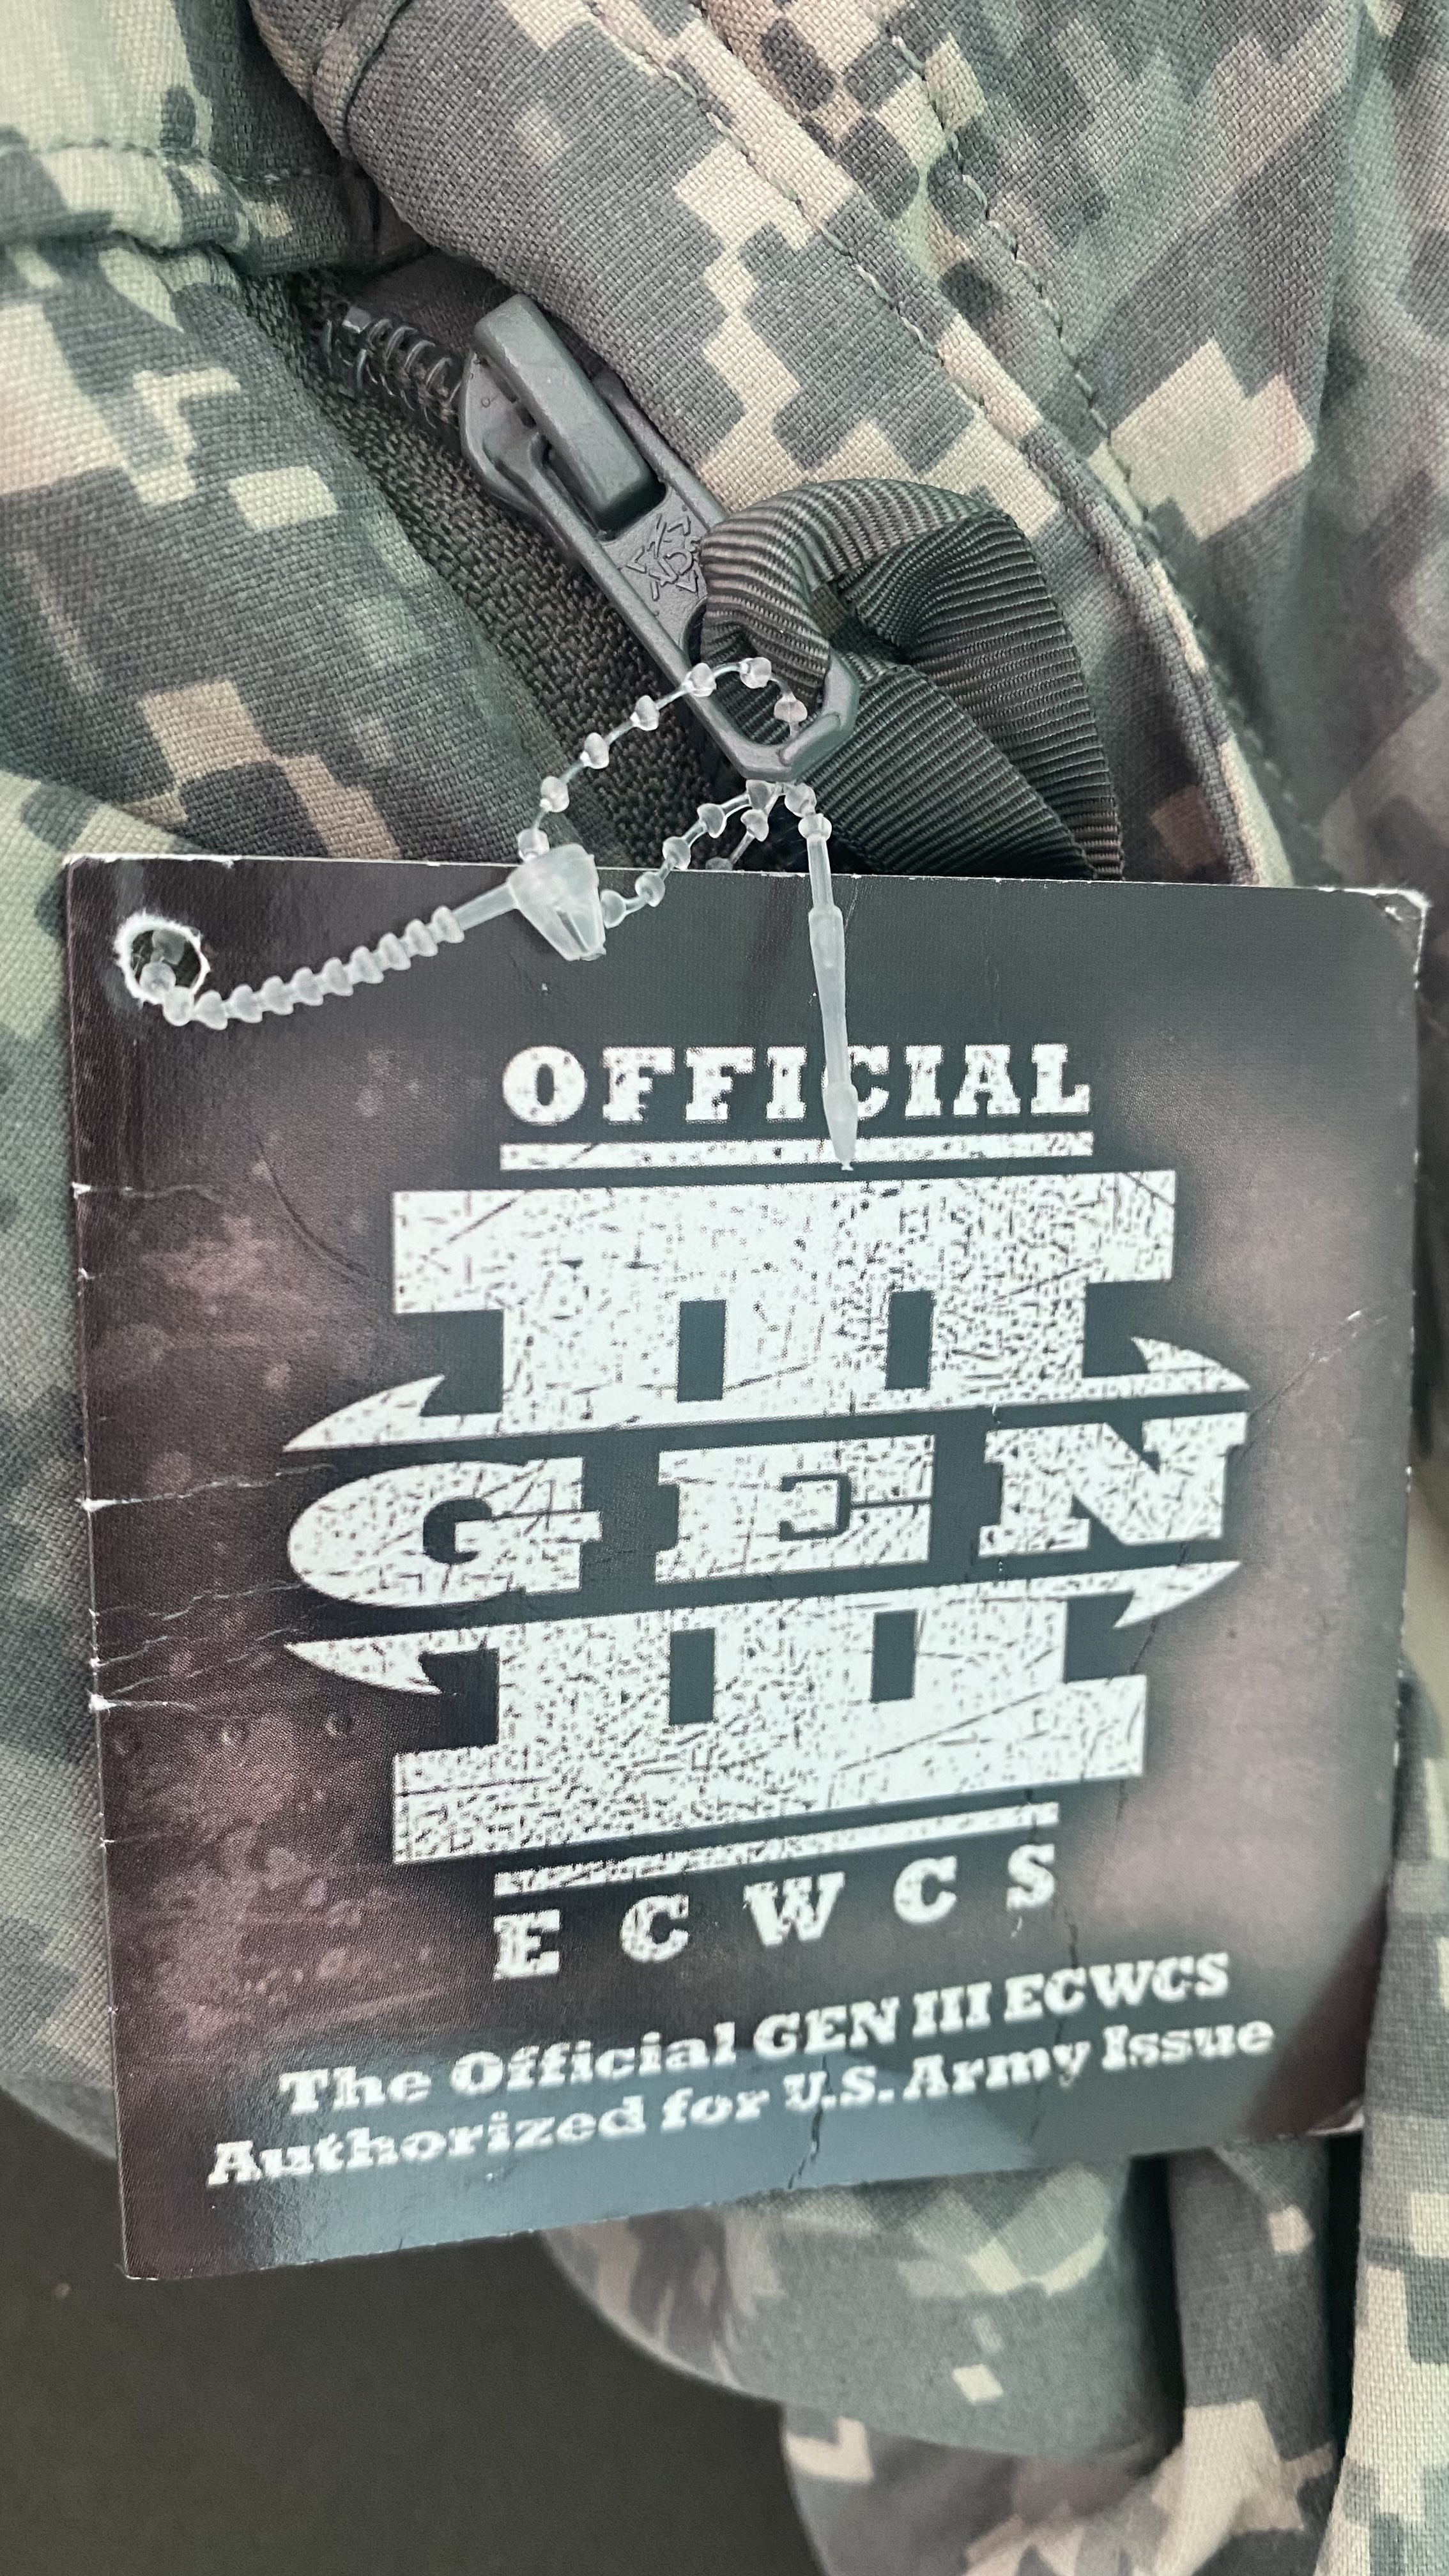 OFFICIAL
III
GEN
III
ECWCS
The Official GEN III ECWCS
Authorized for U.S. Army Issue